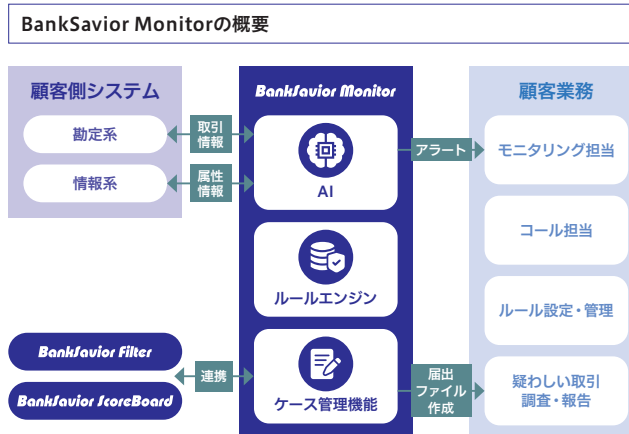 BankSavior Monitorの概要
顧客側システム
勘定系
情報系
取引
情報
属性
情報
BankSavior Monitor
AI
ルールエンジン
ケース管理機能
アラート
顧客業務
モニタリング担当
コール担当
ルール設定・管理
疑わしい取引
調査・報告
BankSavior Filter
BankSavior ScoreBoard
連携
届出
ファイル
作成